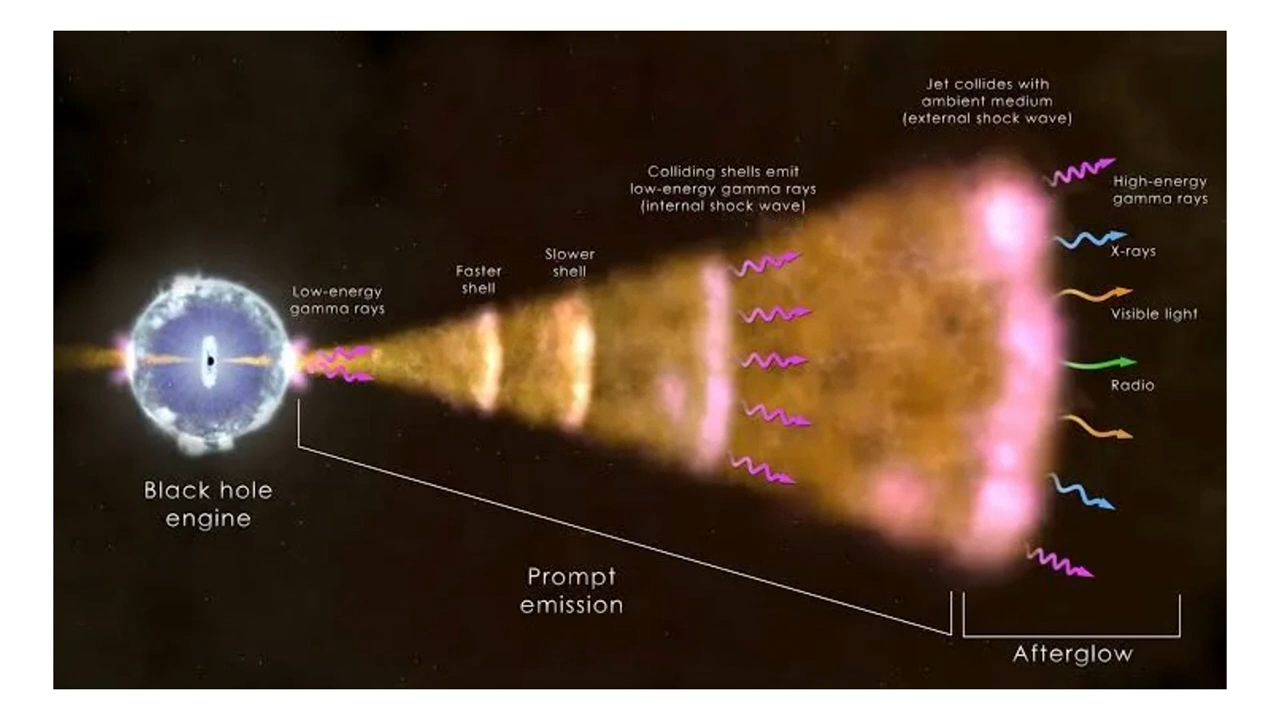 Jet collides with
ambient medium
(external shock wave)
Colliding shells emit
low-energy gamma rays
(internal shock wave)
High-energy
gamma rays
X-rays
Slower
shell
Faster
shell
Low-energy
gamma rays
Visible light
Radio
Black hole
engine
Prompt
emission
Afterglow